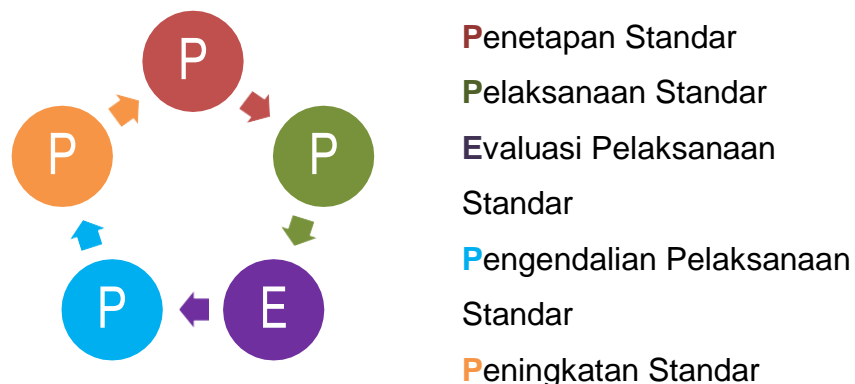 P
P
E
P
P
Penetapan Standar
Pelaksanaan Standar
Evaluasi Pelaksanaan
Standar
Pengendalian Pelaksanaan
Standar
Peningkatan Standar